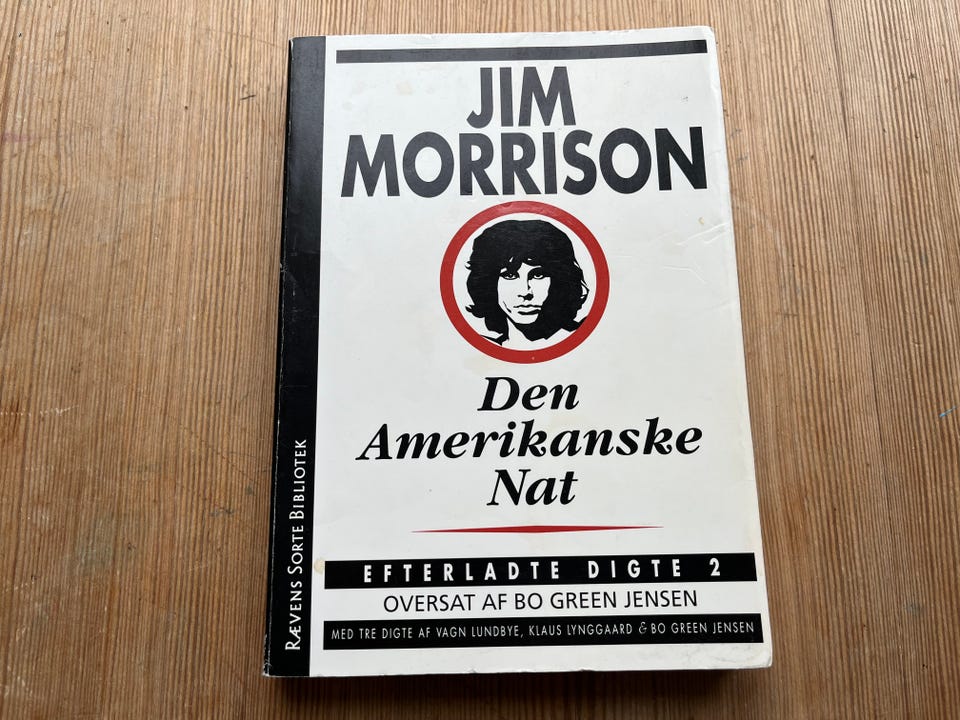 JIM
MORRISON
Den
Amerikanske
Nat
EFTERLADTE DIGTE 2
OVERSAT AF BO GREEN JENSEN
MED TRE DIGTE AF VAGN LUNDBYE, KLAUS LYNGGAARD & BO GREEN JENSEN
RÆVENS SORTE BIBLIOTEK